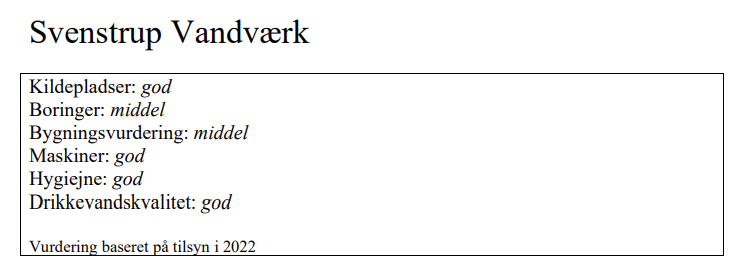 Svenstrup Vandværk
Kildepladser: god
Boringer: middel
Bygningsvurdering: middel
Maskiner: god
Hygiejne: god
Drikkevandskvalitet: god
Vurdering baseret på tilsyn i 2022